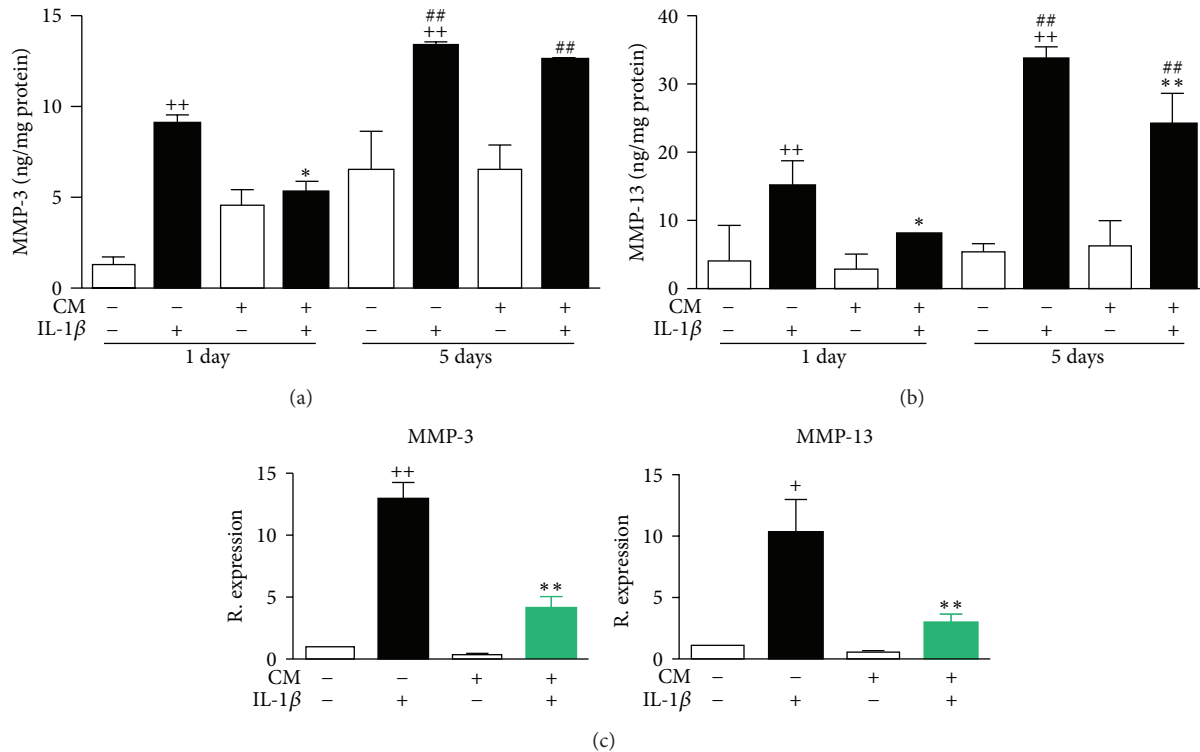 MMP-3 (ng/mg protein)
15
10
5
0
++
*
##
++
##
CM − − + + − − + +
IL-1β − + − + − + − +
1 day 5 days
(a)
MMP-13 (ng/mg protein)
40
30
20
10
0
++
*
##
++
##
**
CM − − + + − − + +
IL-1β − + − + − + − +
1 day 5 days
(b)
MMP-3
R. expression
15
10
5
0
++
**
CM − − + +
IL-1β − + − +
MMP-13
R. expression
15
10
5
0
+
**
CM − − + +
IL-1β − + − +
(c)